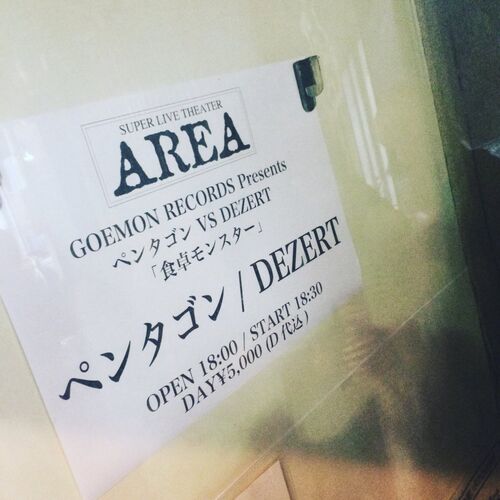 SUPER LIVE THEATER
AREA
GOEMON RECORDS Presents
ペンタゴン VS DEZERT
「食卓モンスター」
ペンタゴン / DEZERT
OPEN 18:00 / START 18:30
DAY¥5,000 (D代込)